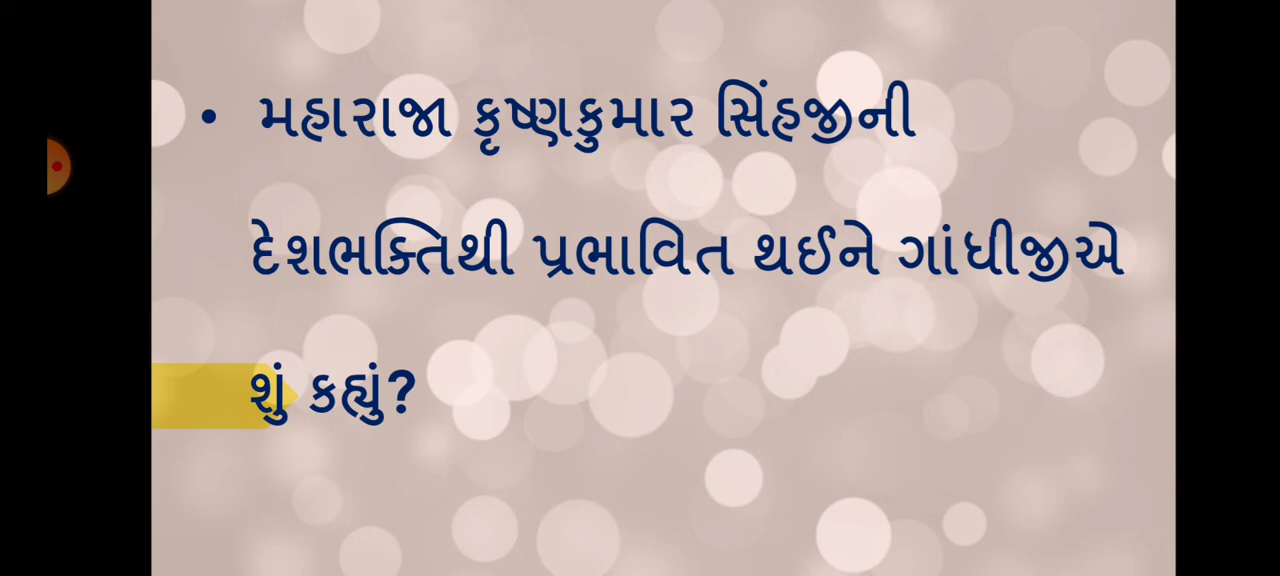 • મહારાજા કૃષ્ણકુમાર સિંહજીની
દેશભક્તિથી પ્રભાવિત થઈને ગાંધીજીએ
શું કહ્યું?